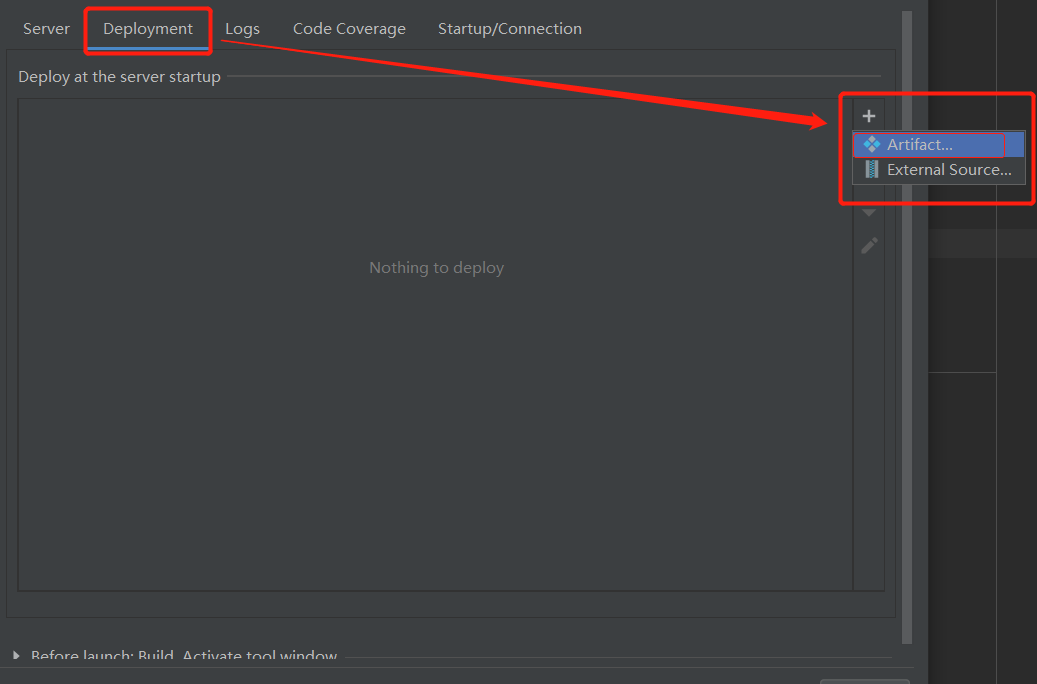 Server Deployment Logs Code Coverage Startup/Connection
Deploy at the server startup
Artifact...
External Source...
Nothing to deploy
Before launch: Build, Activate tool window